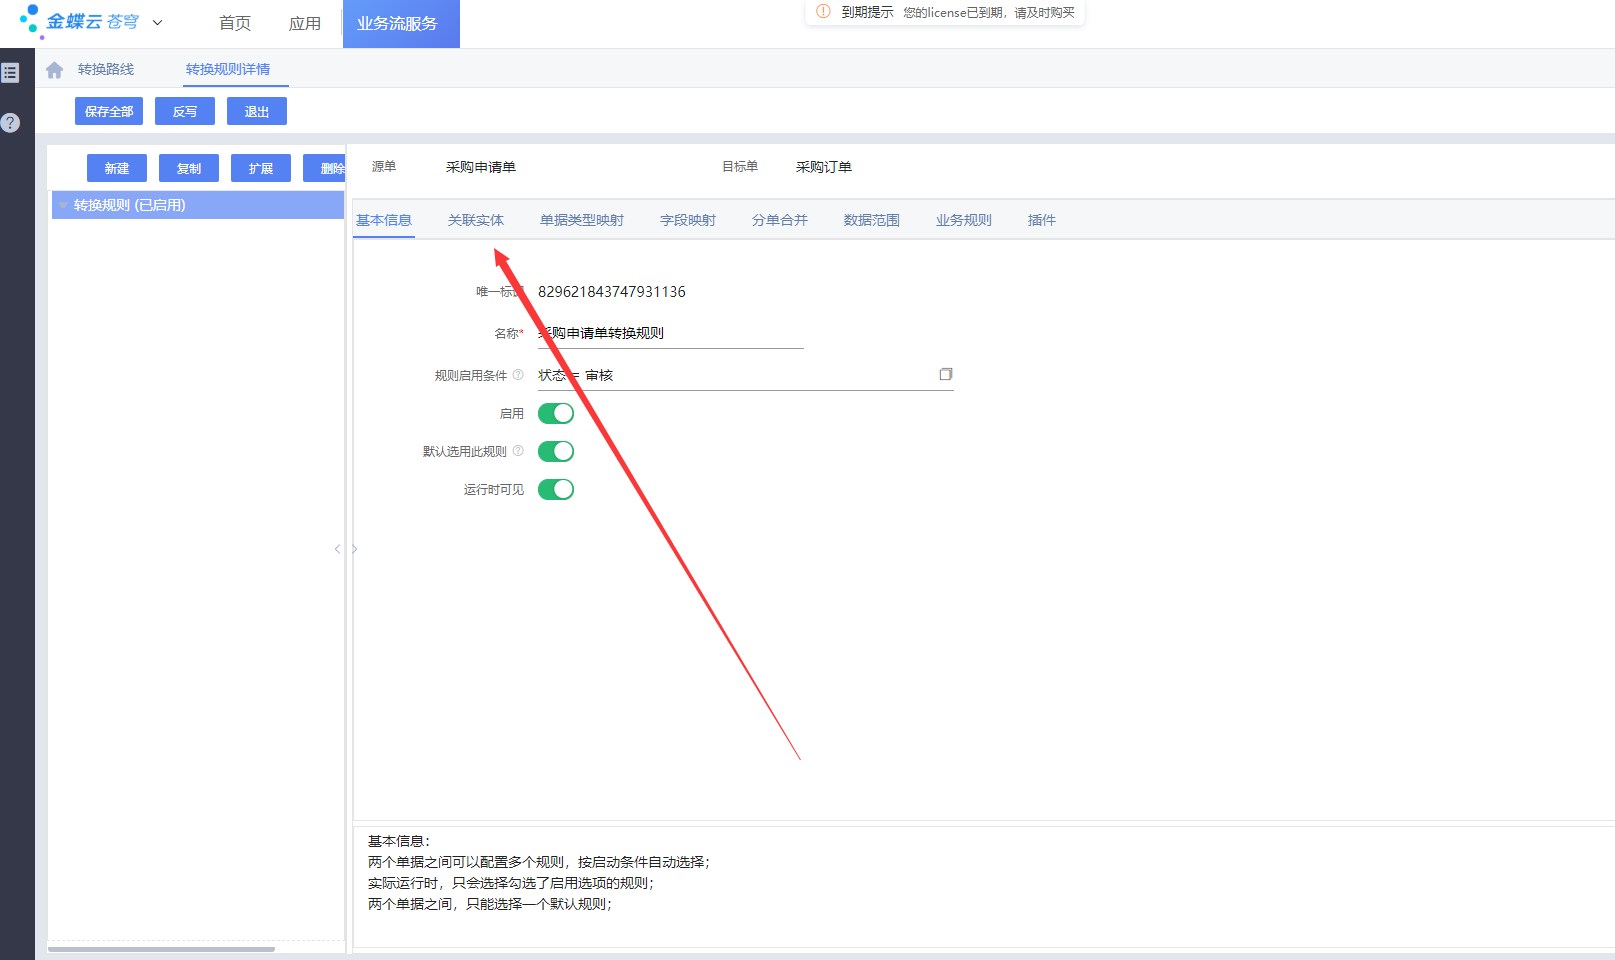 金蝶云 苍穹
首页
应用
业务流服务
到期提示 您的license已到期，请及时购买
转换路线
转换规则详情
保存全部
反写
退出
新建
复制
扩展
删除
转换规则 (已启用)
源单 采购申请单
目标单 采购订单
基本信息
关联实体
单据类型映射
字段映射
分单合并
数据范围
业务规则
插件
唯一标识 829621843747931136
名称* 采购申请单转换规则
规则启用条件 状态 = 审核
启用
默认选用此规则
运行时可见
基本信息：
两个单据之间可以配置多个规则，按启动条件自动选择；
实际运行时，只会选择勾选了启用选项的规则；
两个单据之间，只能选择一个默认规则；